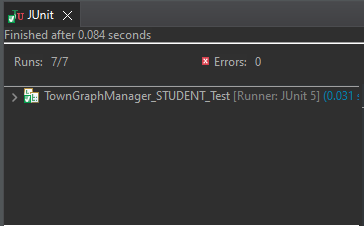 JUnit
Finished after 0.084 seconds
Runs: 7/7 Errors: 0
TownGraphManager_STUDENT_Test [Runner: JUnit 5] (0.031 s